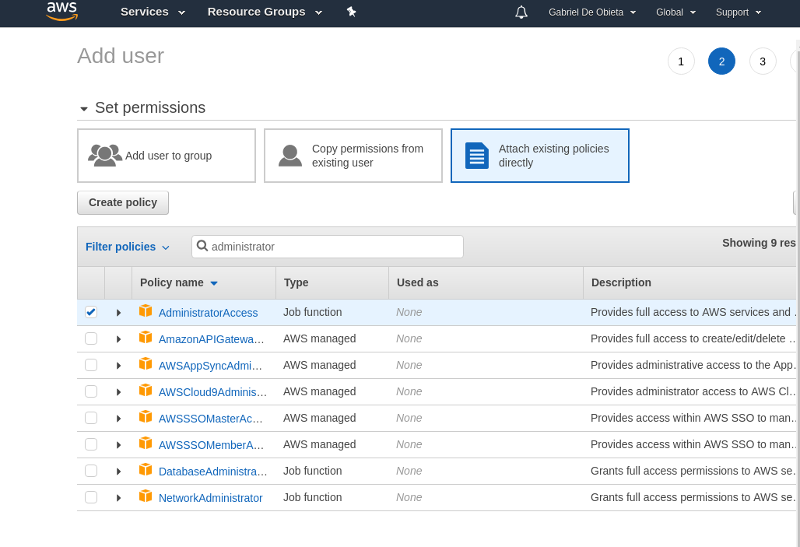 aws Services Resource Groups Gabriel De Obieta Global Support
Add user 1 2 3
Set permissions
Add user to group
Copy permissions from
existing user
Attach existing policies
directly
Create policy
Filter policies administrator Showing 9 res
Policy name Type Used as Description
AdministratorAccess Job function None Provides full access to AWS services and ...
AmazonAPIGatewa... AWS managed None Provides full access to create/edit/delete ...
AWSAppSyncAdmi... AWS managed None Provides administrative access to the App...
AWSCloud9Adminis... AWS managed None Provides administrator access to AWS Cl...
AWSSSOMasterAc... AWS managed None Provides access within AWS SSO to man...
AWSSSOMemberA... AWS managed None Provides access within AWS SSO to man...
DatabaseAdministra... Job function None Grants full access permissions to AWS se...
NetworkAdministrator Job function None Grants full access permissions to AWS se...